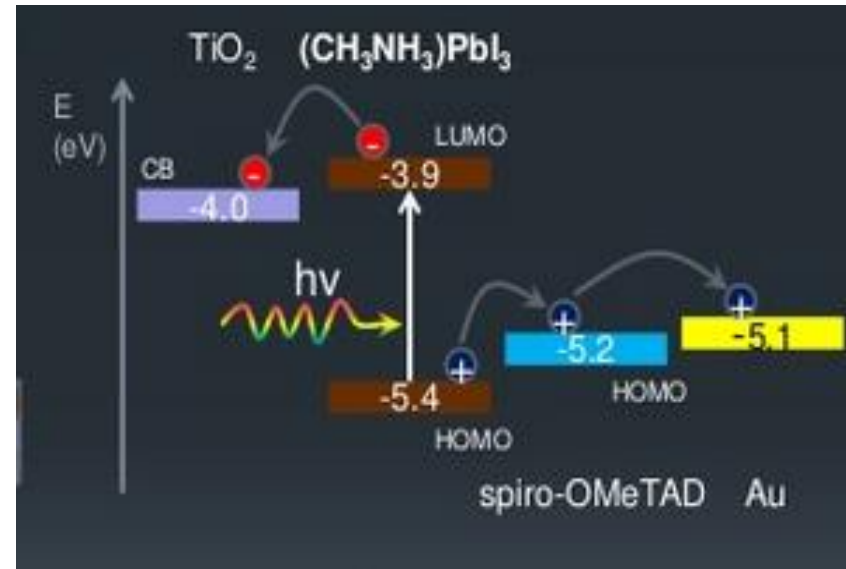 TiO₂ (CH₃NH₃)PbI₃
E
(eV)
CB
LUMO
-
-
-3.9
-4.0
hν
+
+
+
-5.1
-5.2
-5.4
HOMO
HOMO
spiro-OMeTAD Au